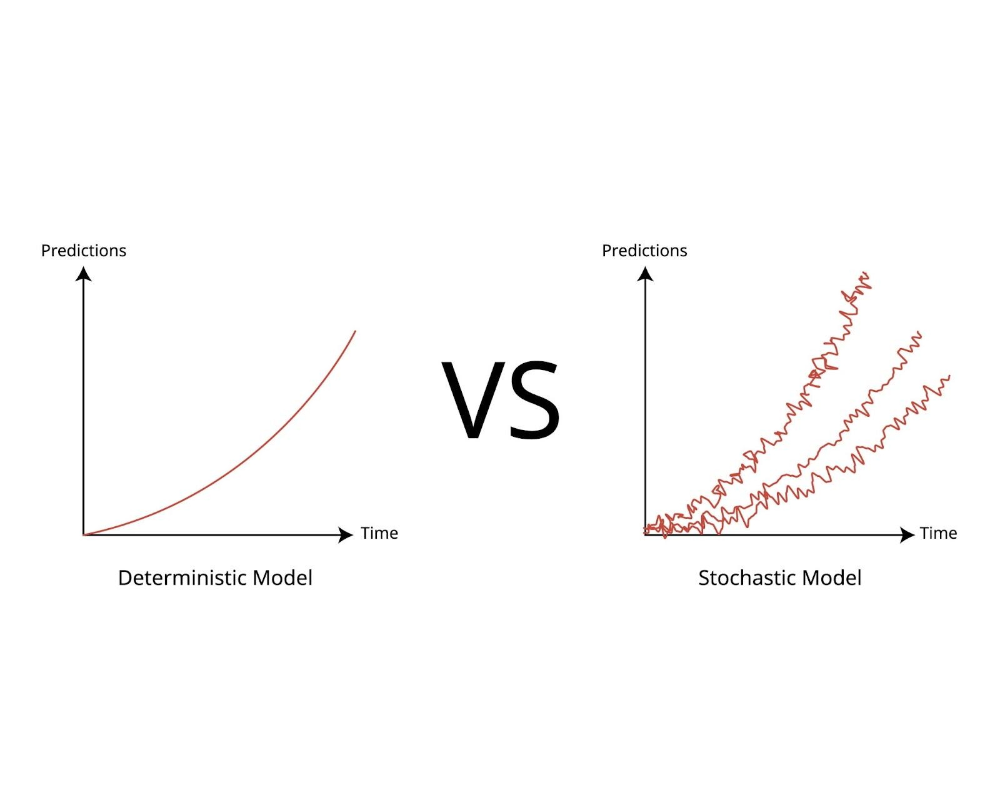 Predictions
Time
Deterministic Model
VS
Predictions
Time
Stochastic Model